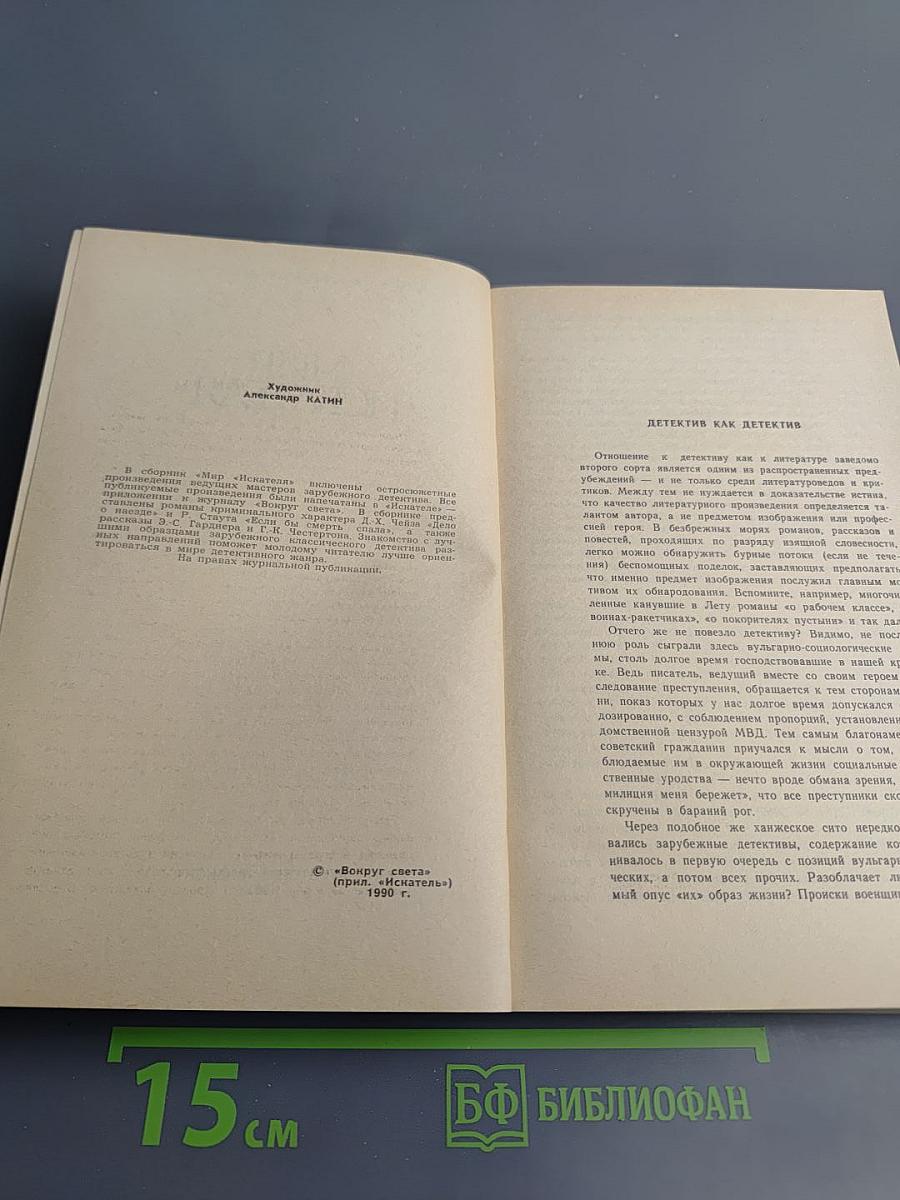 Художник
Александр КАТИН
В сборник «Мир «Искателя» включены остросюжетные
произведения ведущих мастеров зарубежного детектива. Все
публикуемые произведения были напечатаны в «Искателе» —
приложении к журналу «Вокруг света». В сборнике пред-
ставлены романы криминального характера Д.-Х. Чейза «Дело
о наезде» и Р. Стаута «Если бы смерть спала», а также
рассказы Э.-С Гарднера и Г.-К. Честертона. Знакомство с луч-
шими образцами зарубежного классического детектива раз-
ных направлений поможет молодому читателю лучше ориен-
тироваться в мире детективного жанра.
На правах журнальной публикации.
© «Вокруг света»
(прил. «Искатель»)
1990 г.
ДЕТЕКТИВ КАК ДЕТЕКТИВ
Отношение к детективу как к литературе заведомо
второго сорта является одним из распространенных пред-
убеждений — и не только среди литературоведов и кри-
тиков. Между тем не нуждается в доказательстве истина,
что качество литературного произведения определяется та-
лантом автора, а не предметом изображения или профес-
сией героя. В безбрежных морях романов, рассказов и
повестей, проходящих по разряду изящной словесности,
легко можно обнаружить бурные потоки (если не тече-
ния) беспомощных поделок, заставляющих предполагать
что именно предмет изображения послужил главным мо
тивом их обнародования. Вспомните, например, многочи
ленные канувшие в Лету романы «о рабочем классе»,
воинах-ракетчиках», «о покорителях пустыни» и так дал
Отчего же не повезло детективу? Видимо, не посл
нюю роль сыграли здесь вульгарно-социологические
мы, столь долгое время господствовавшие в нашей кр
ке. Ведь писатель, ведущий вместе со своим героем
следование преступления, обращается к тем сторонам
ни, показ которых у нас долгое время допускался
дозированно, с соблюдением пропорций, установлен
домственной цензурой МВД. Тем самым благонаме
советский гражданин приучался к мысли о том,
блюдаемые им в окружающей жизни социальные
ственные уродства — нечто вроде обмана зрения,
милиция меня бережет», что все преступники ско
скручены в бараний рог.
Через подобное же ханжеское сито нередко
вались зарубежные детективы, содержание ко
нивалось в первую очередь с позиций вульгар
ческих, а потом всех прочих. Разоблачает ли
мый опус «их» образ жизни? Происки военщи
15 см
БФ БИБЛИОФАН